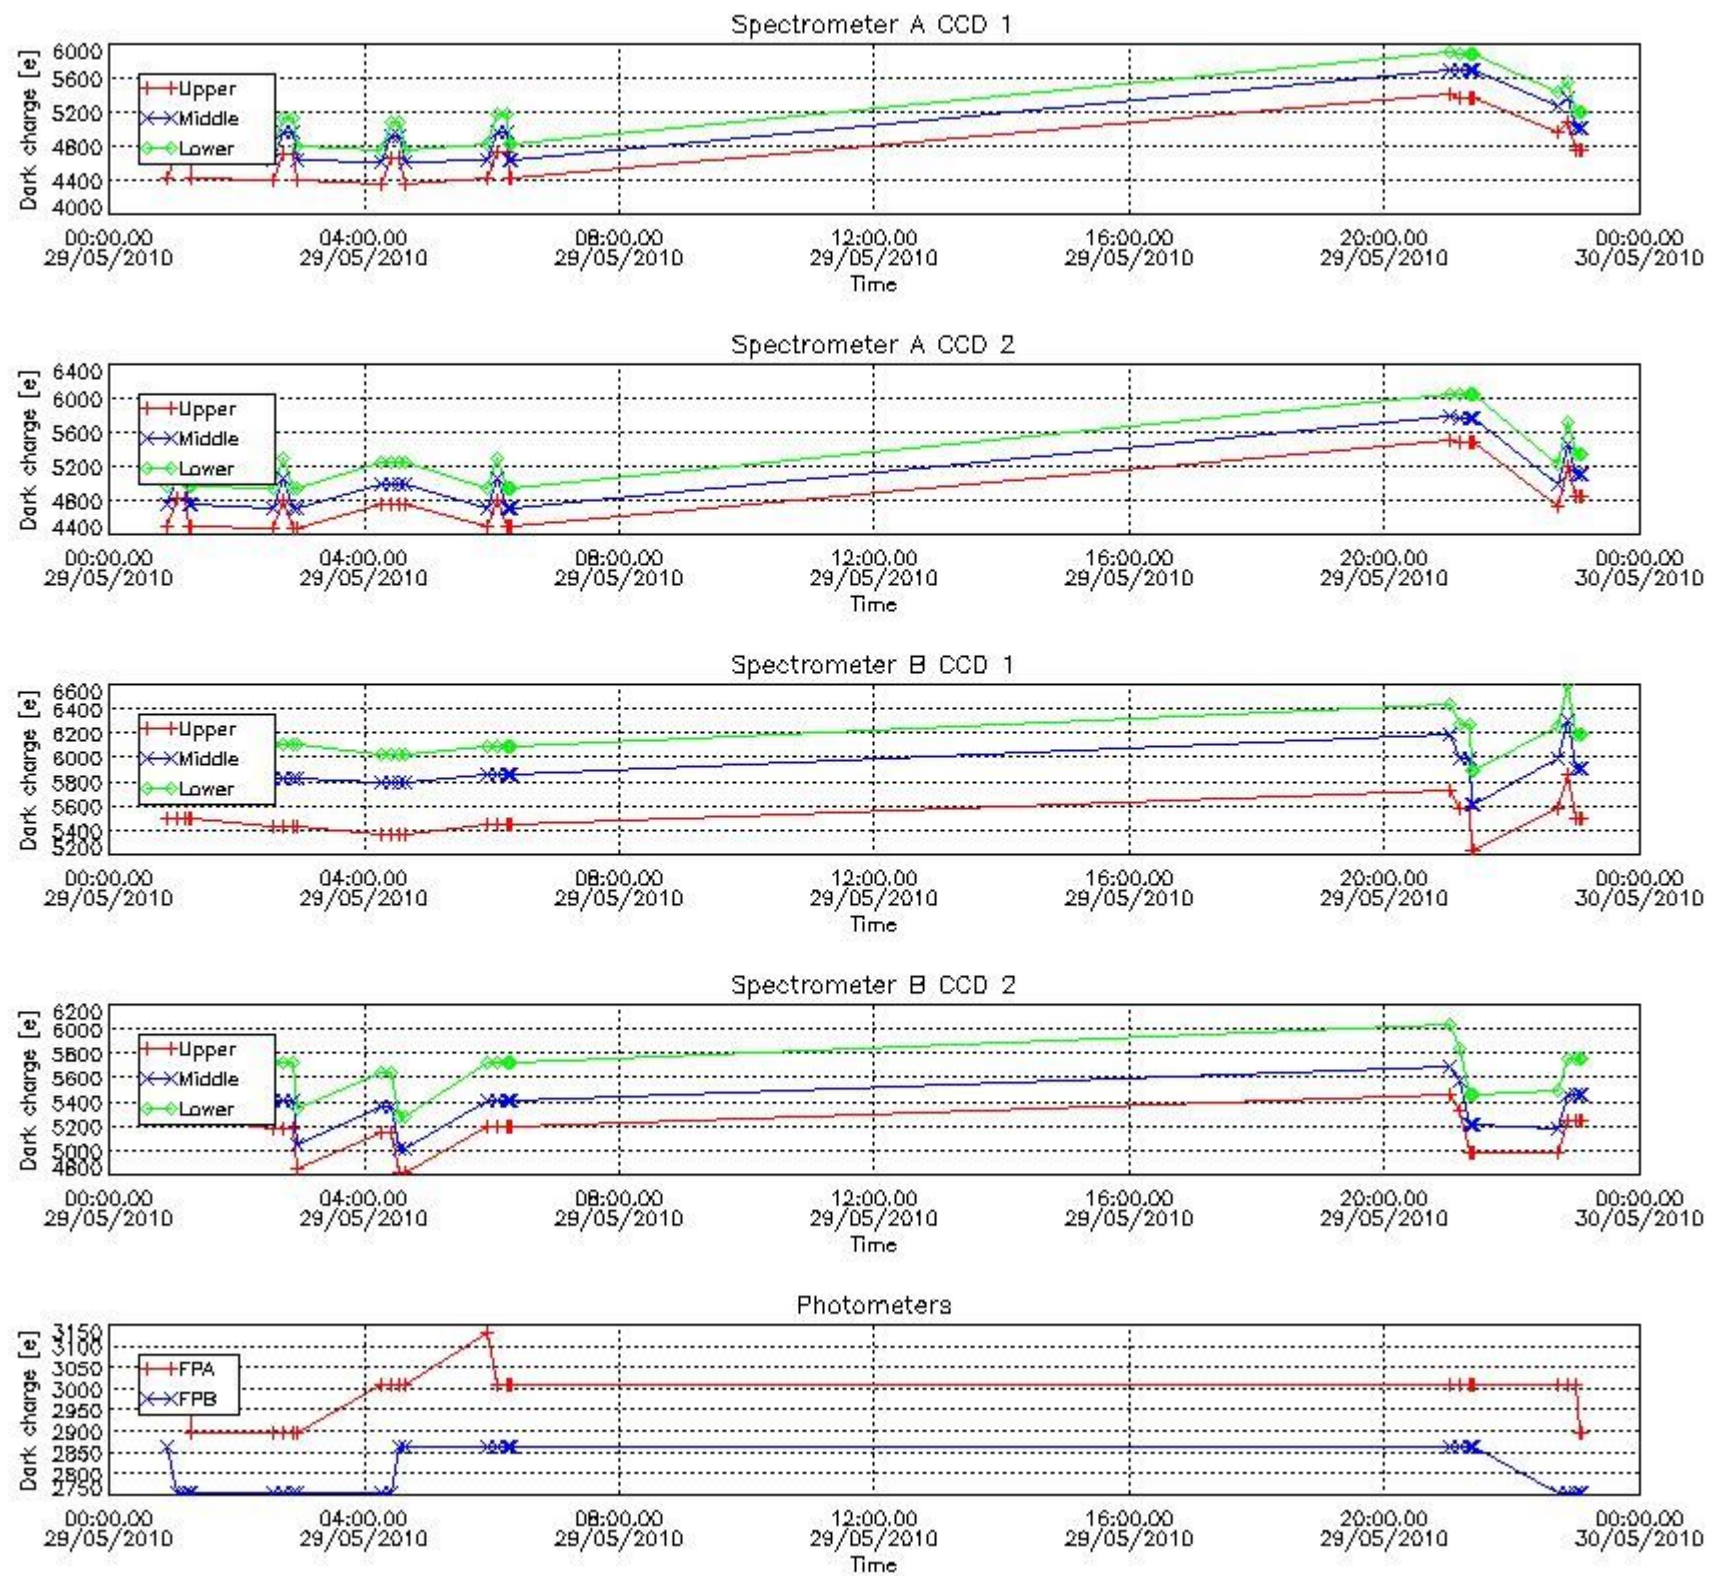 Spectrometer A CCD 1
Dark charge [e]
6000
5600
5200
4800
4400
4000
Upper
Middle
Lower
00:00.00 04:00.00 08:00.00 12:00.00 16:00.00 20:00.00 00:00.00
29/05/2010 29/05/2010 29/05/2010 29/05/2010 29/05/2010 29/05/2010 30/05/2010
Time
Spectrometer A CCD 2
Dark charge [e]
6400
6000
5600
5200
4800
4400
Upper
Middle
Lower
00:00.00 04:00.00 08:00.00 12:00.00 16:00.00 20:00.00 00:00.00
29/05/2010 29/05/2010 29/05/2010 29/05/2010 29/05/2010 29/05/2010 30/05/2010
Time
Spectrometer B CCD 1
Dark charge [e]
6600
6400
6200
6000
5800
5600
5400
5200
Upper
Middle
Lower
00:00.00 04:00.00 08:00.00 12:00.00 16:00.00 20:00.00 00:00.00
29/05/2010 29/05/2010 29/05/2010 29/05/2010 29/05/2010 29/05/2010 30/05/2010
Time
Spectrometer B CCD 2
Dark charge [e]
6200
6000
5800
5600
5400
5200
5000
4800
Upper
Middle
Lower
00:00.00 04:00.00 08:00.00 12:00.00 16:00.00 20:00.00 00:00.00
29/05/2010 29/05/2010 29/05/2010 29/05/2010 29/05/2010 29/05/2010 30/05/2010
Time
Photometers
Dark charge [e]
3150
3100
3050
3000
2950
2900
2850
2800
2750
FPA
FPB
00:00.00 04:00.00 08:00.00 12:00.00 16:00.00 20:00.00 00:00.00
29/05/2010 29/05/2010 29/05/2010 29/05/2010 29/05/2010 29/05/2010 30/05/2010
Time